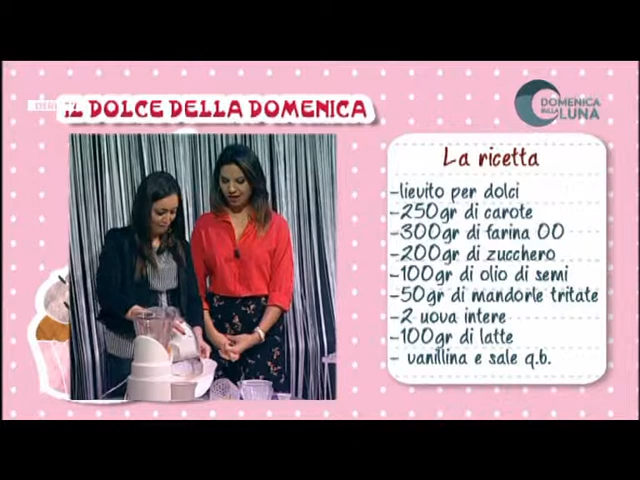 IL DOLCE DELLA DOMENICA
DOMENICA
SULLA
LUNA
La ricetta
-lievito per dolci
-250gr di carote
-300gr di farina 00
-200gr di zucchero
-100gr di olio di semi
-50gr di mandorle tritate
-2 uova intere
-100gr di latte
- vanillina e sale q.b.